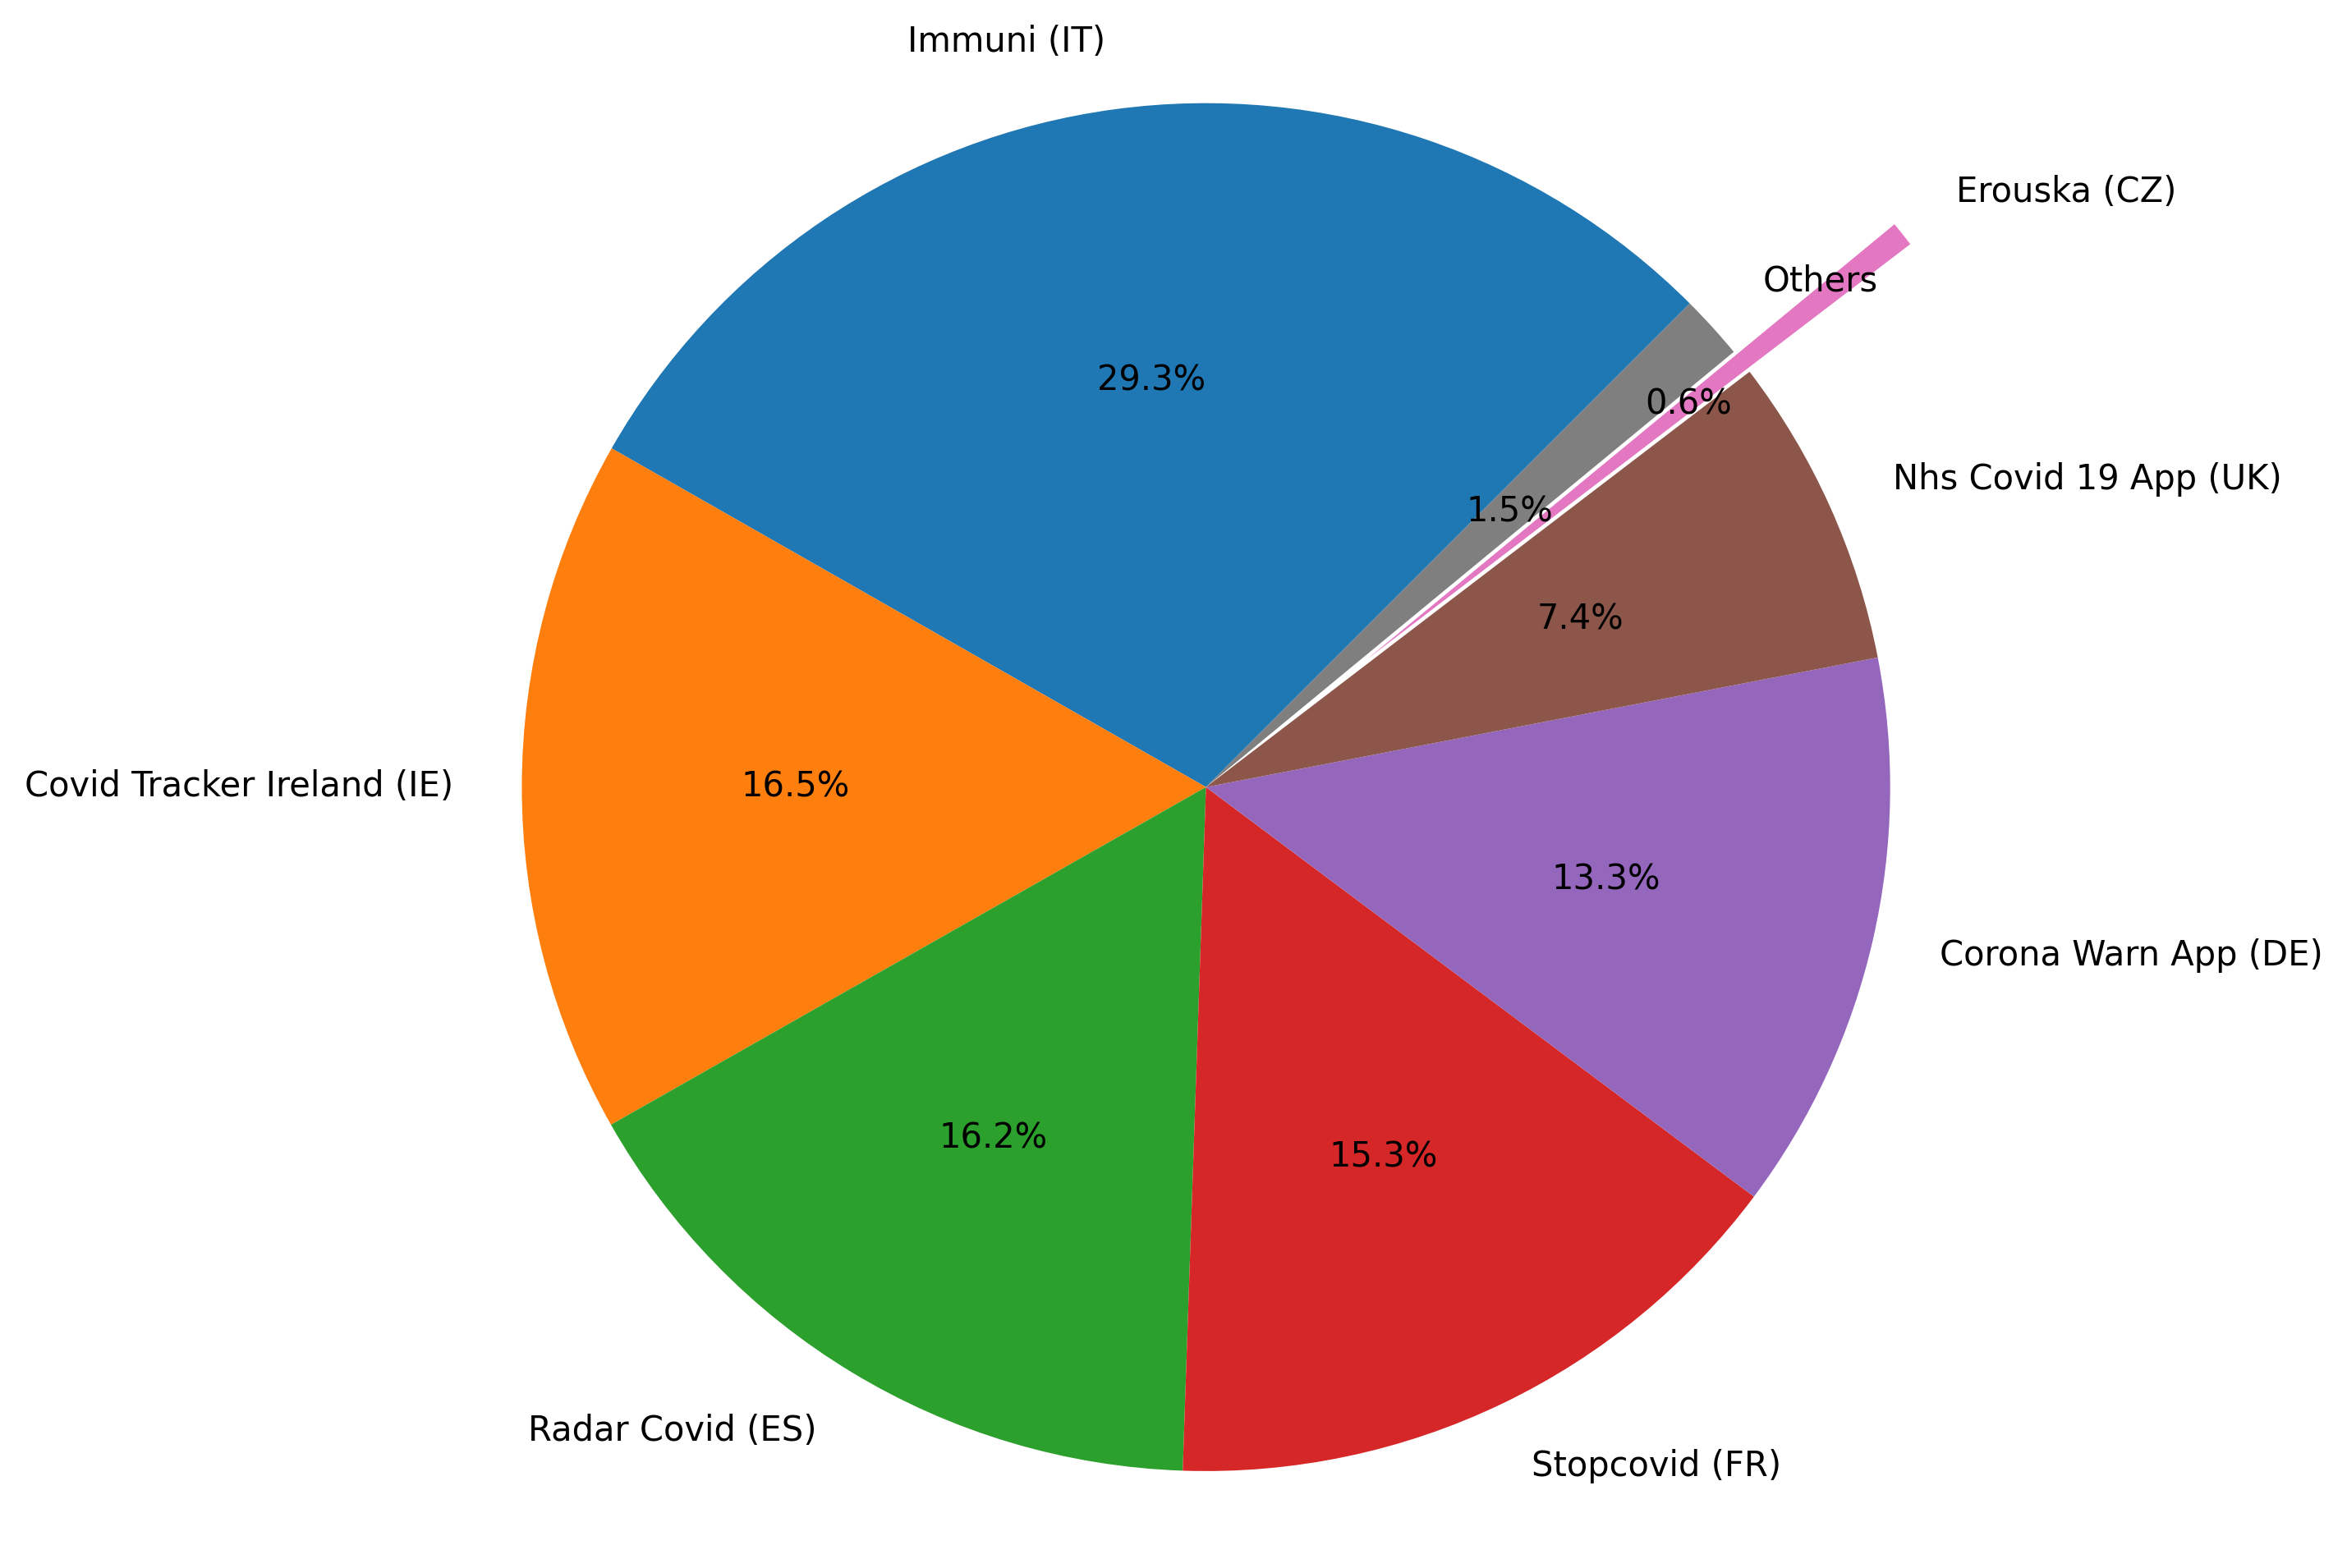 Immuni (IT)
Erouska (CZ)
Others
29.3%
0.6%
Nhs Covid 19 App (UK)
1.5%
7.4%
Covid Tracker Ireland (IE)
16.5%
13.3%
Corona Warn App (DE)
16.2%
15.3%
Radar Covid (ES)
Stopcovid (FR)